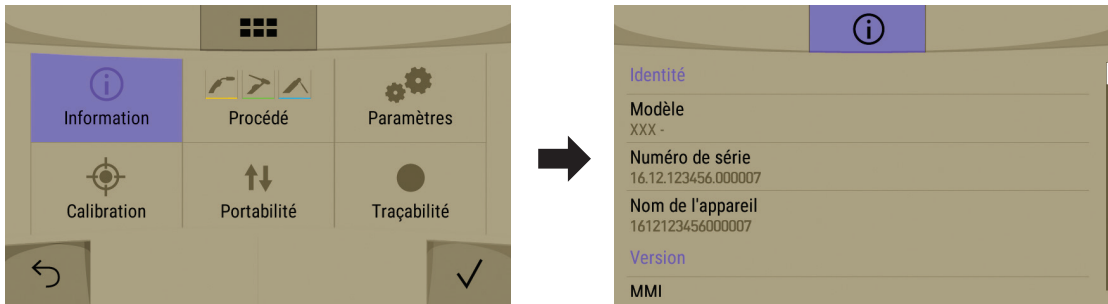 Information
Procédé
Paramètres
Calibration
Portabilité
Traçabilité
Identité
Modèle
XXX -
Numéro de série
16.12.123456.000007
Nom de l'appareil
1612123456000007
Version
MMI